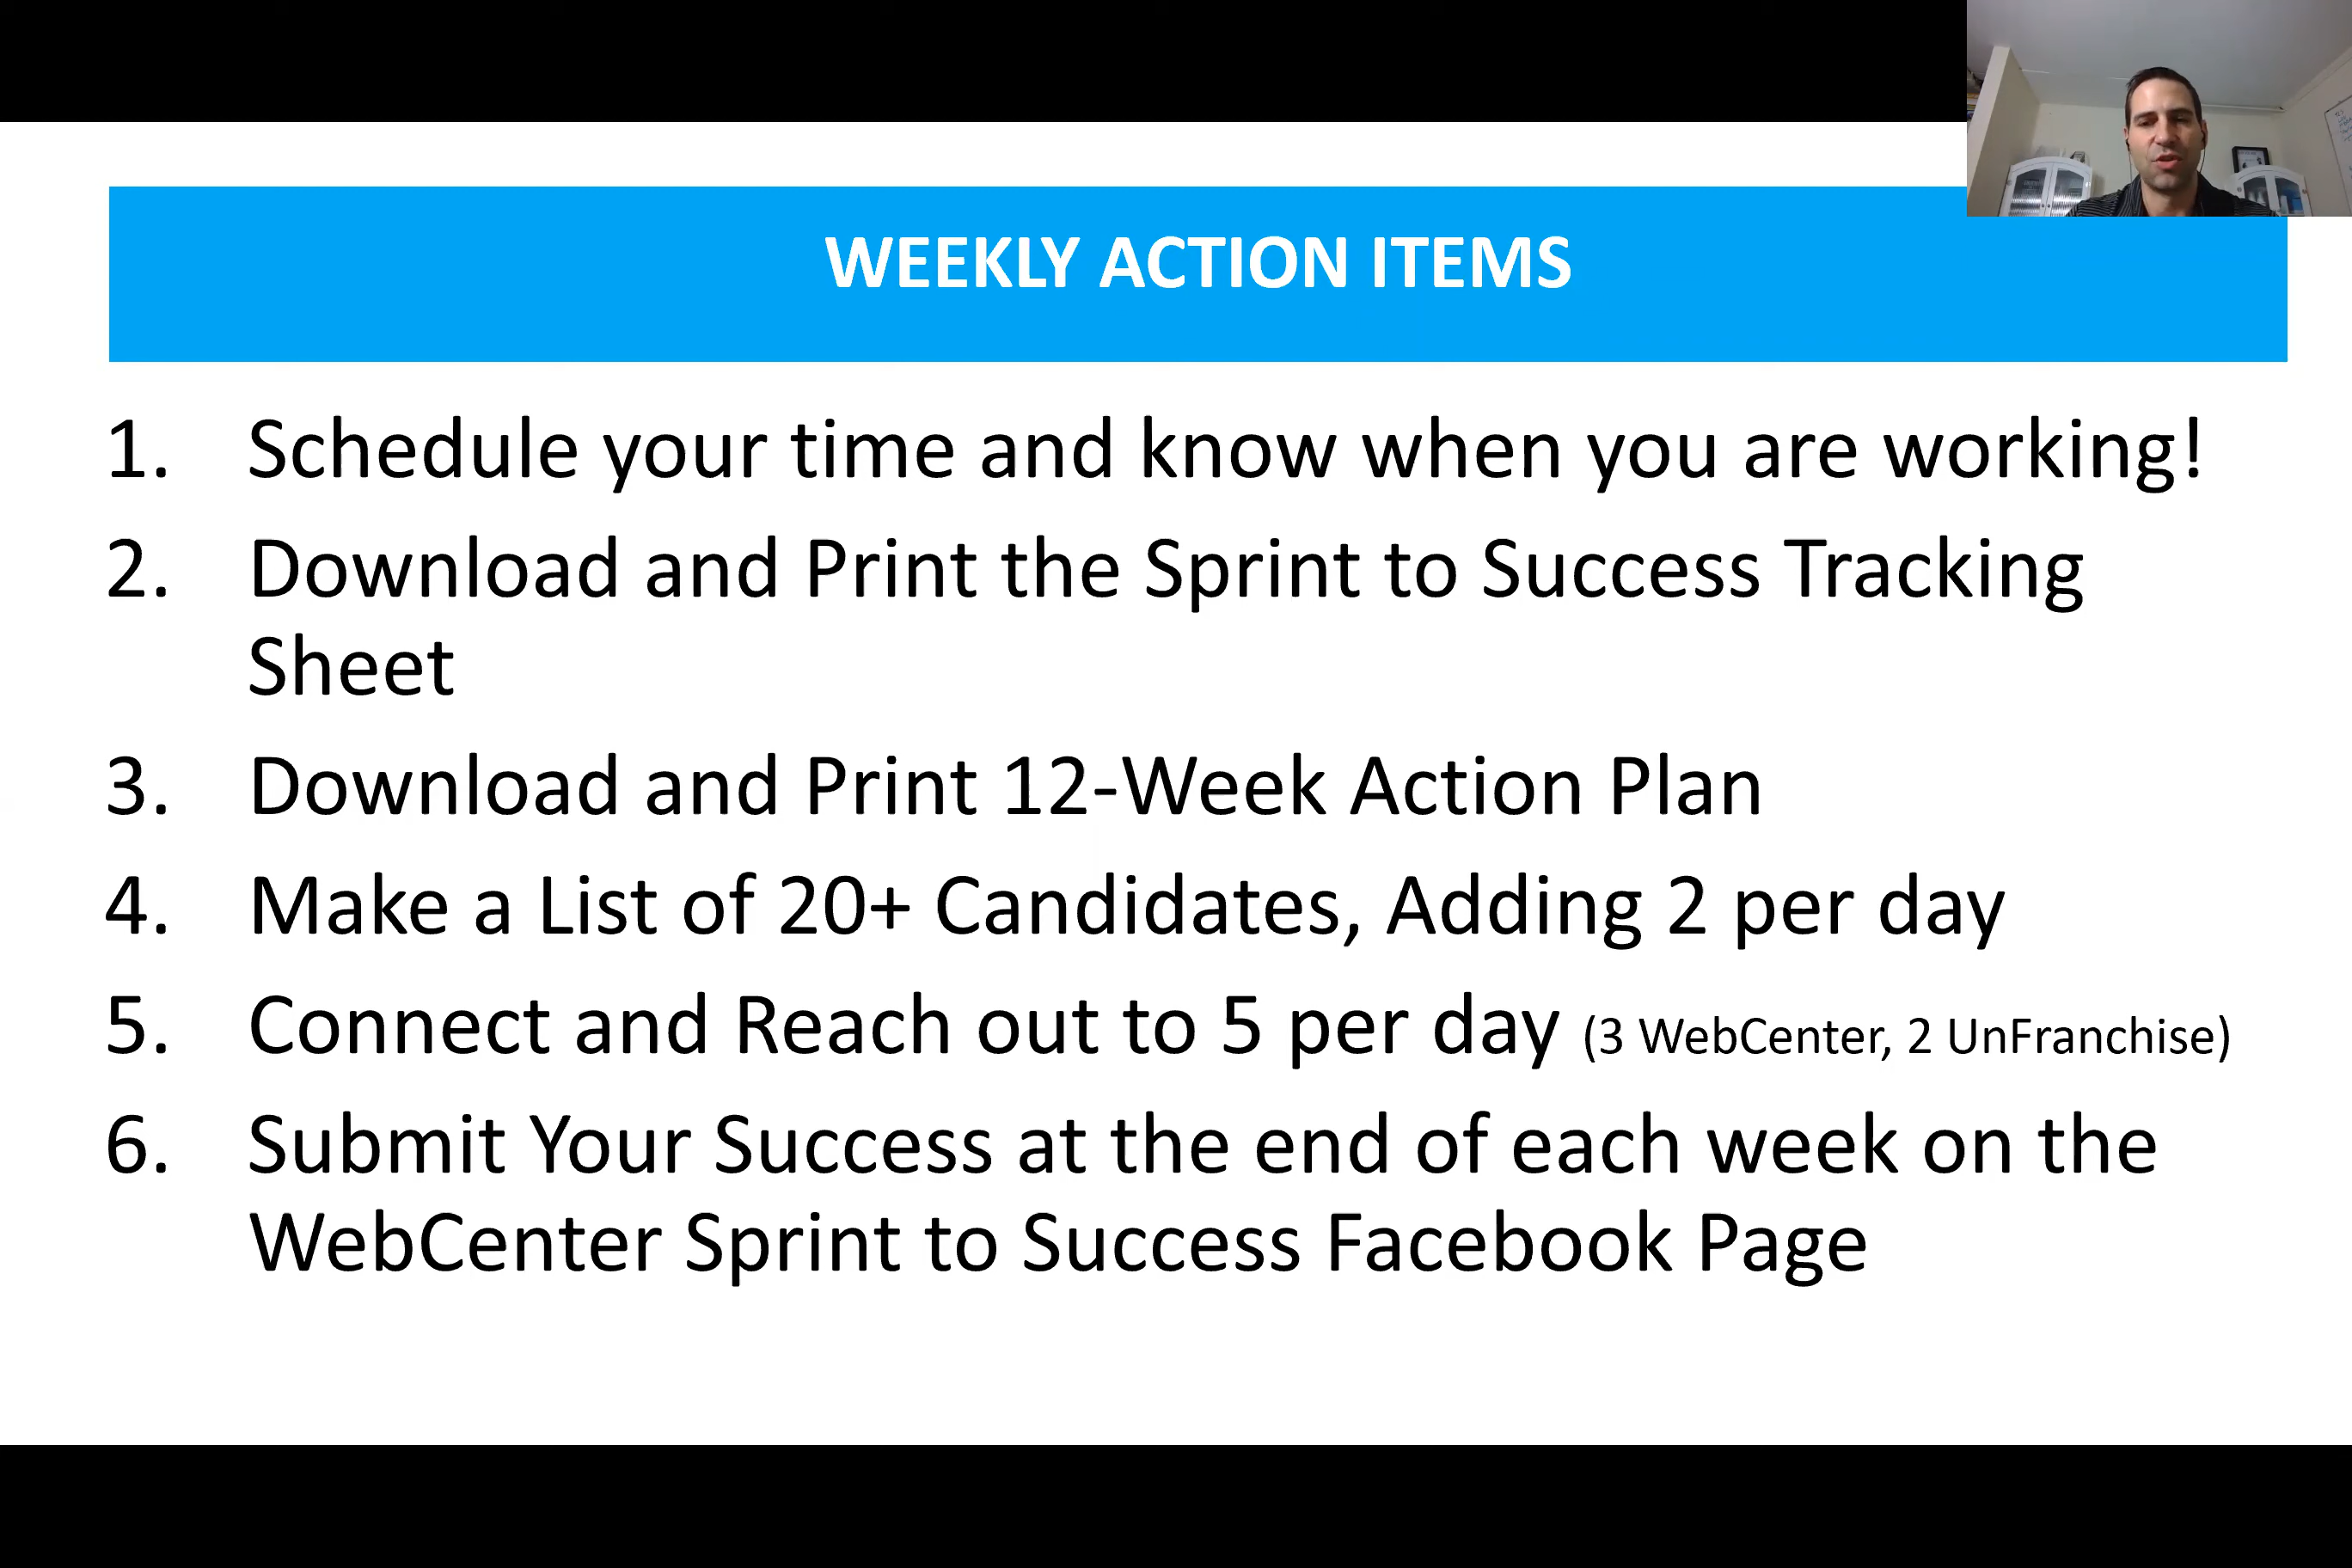 WEEKLY ACTION ITEMS
1. Schedule your time and know when you are working!
2. Download and Print the Sprint to Success Tracking
Sheet
3. Download and Print 12-Week Action Plan
4. Make a List of 20+ Candidates, Adding 2 per day
5. Connect and Reach out to 5 per day (3 WebCenter, 2 UnFranchise)
6. Submit Your Success at the end of each week on the
WebCenter Sprint to Success Facebook Page